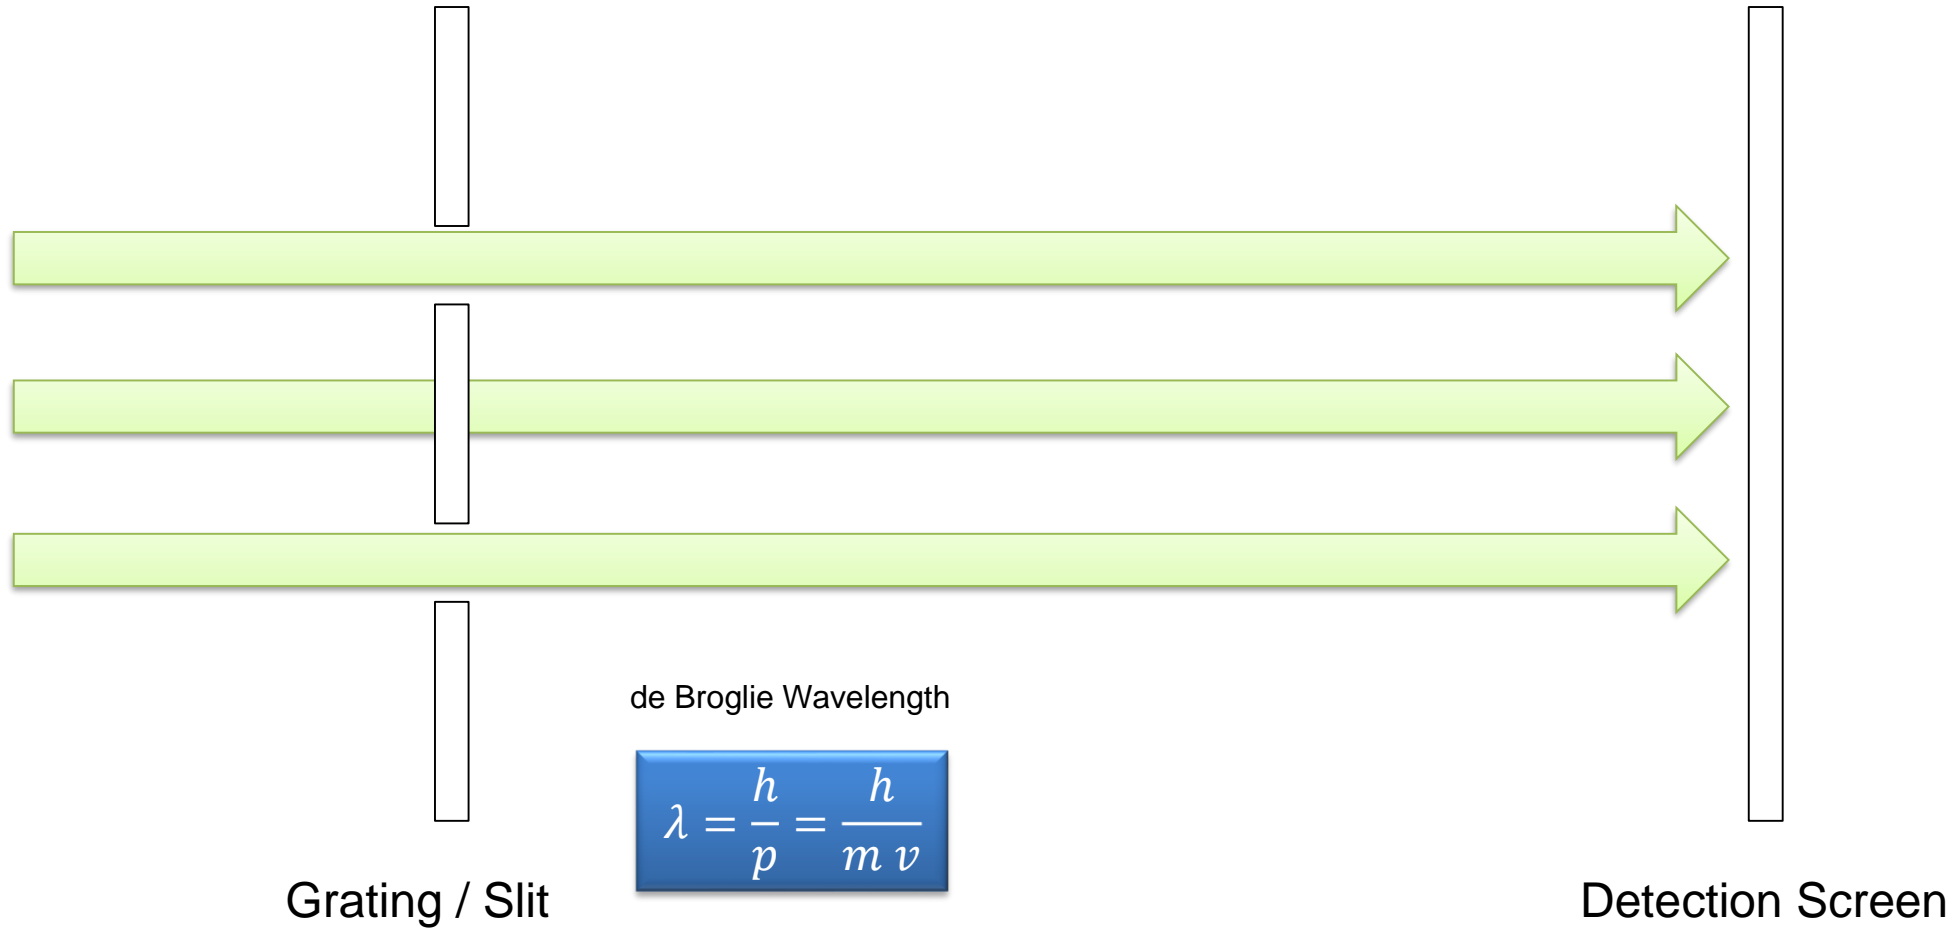 de Broglie Wavelength
λ = h/p = h/(m v)
Grating / Slit
Detection Screen